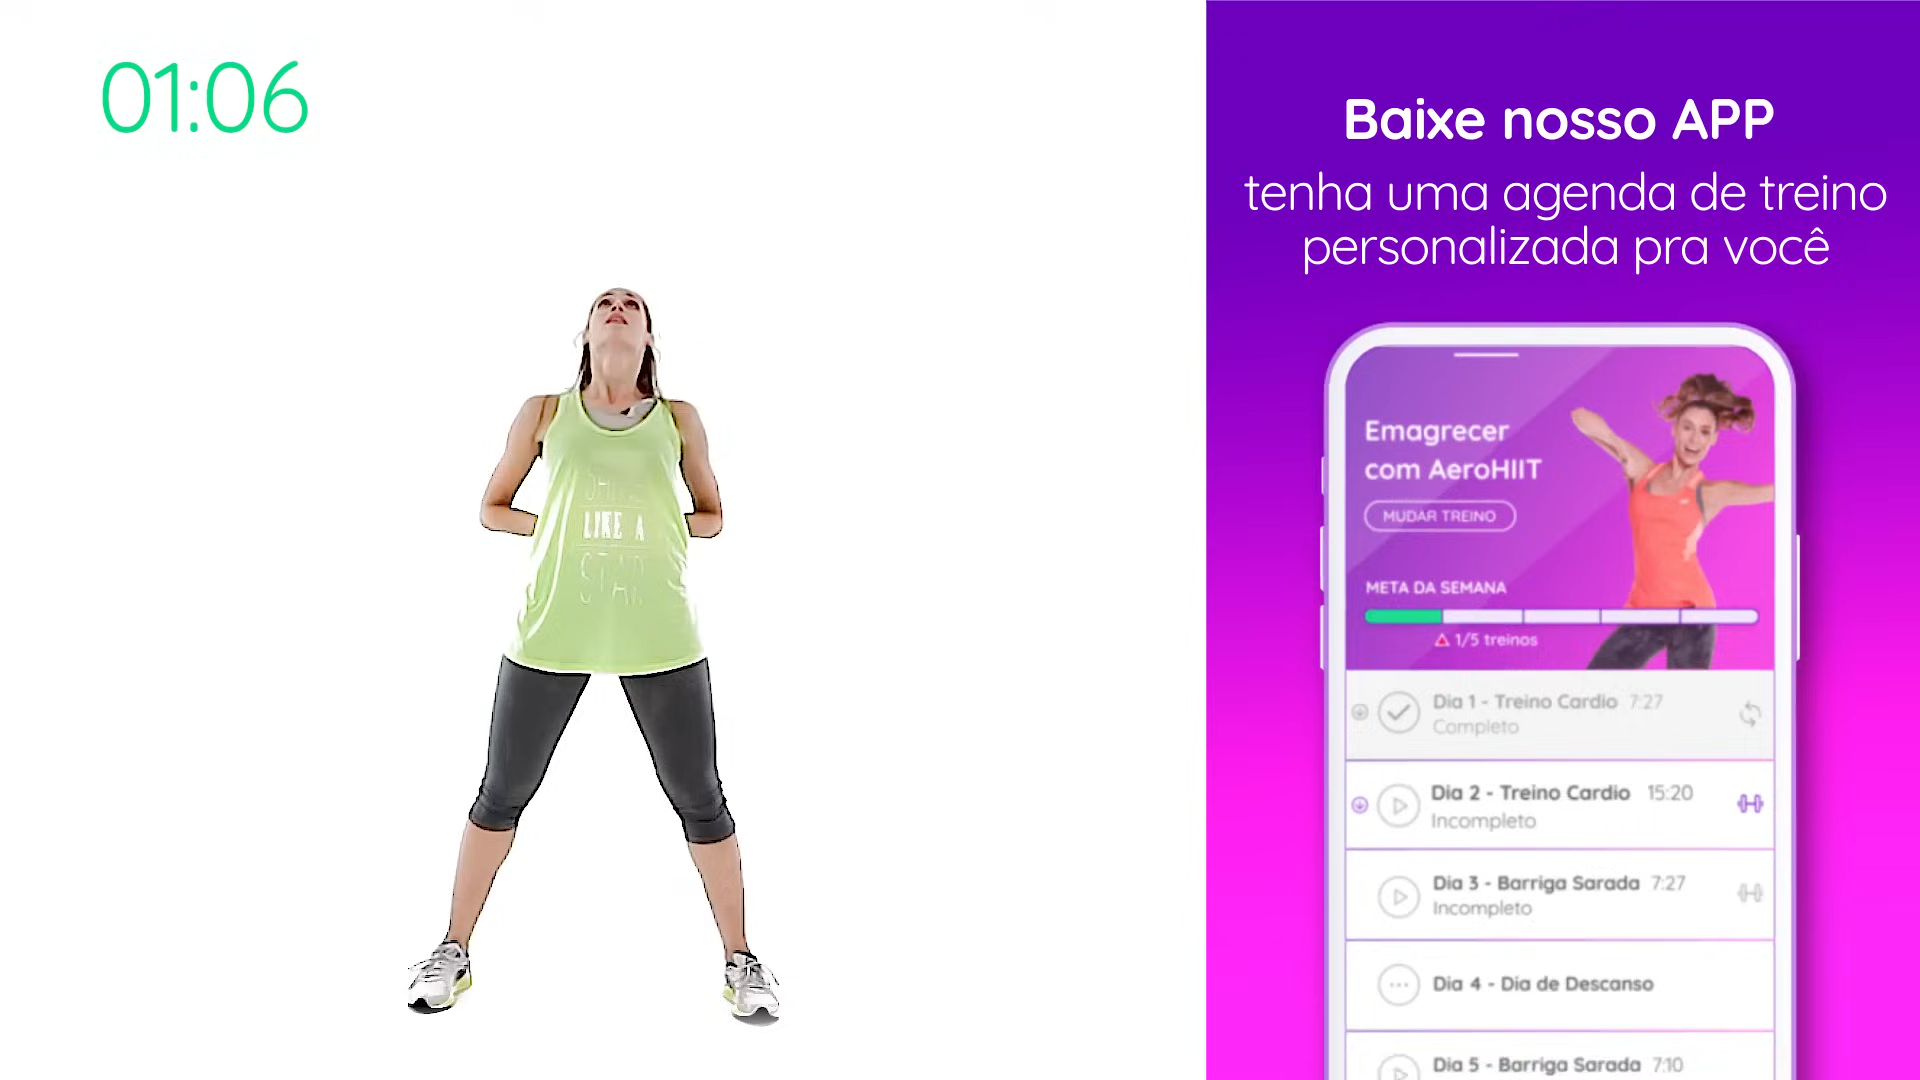 01:06
Baixe nosso APP
tenha uma agenda de treino
personalizada pra você
Emagrecer
com AeroHIIT
MUDAR TREINO
META DA SEMANA
1/5 treinos
Dia 1 - Treino Cardio 7:27
Completo
Dia 2 - Treino Cardio 15:20
Incompleto
Dia 3 - Barriga Sarada 7:27
Incompleto
Dia 4 - Dia de Descanso
Dia 5 - Barriga Sarada 7:10
LIKE A